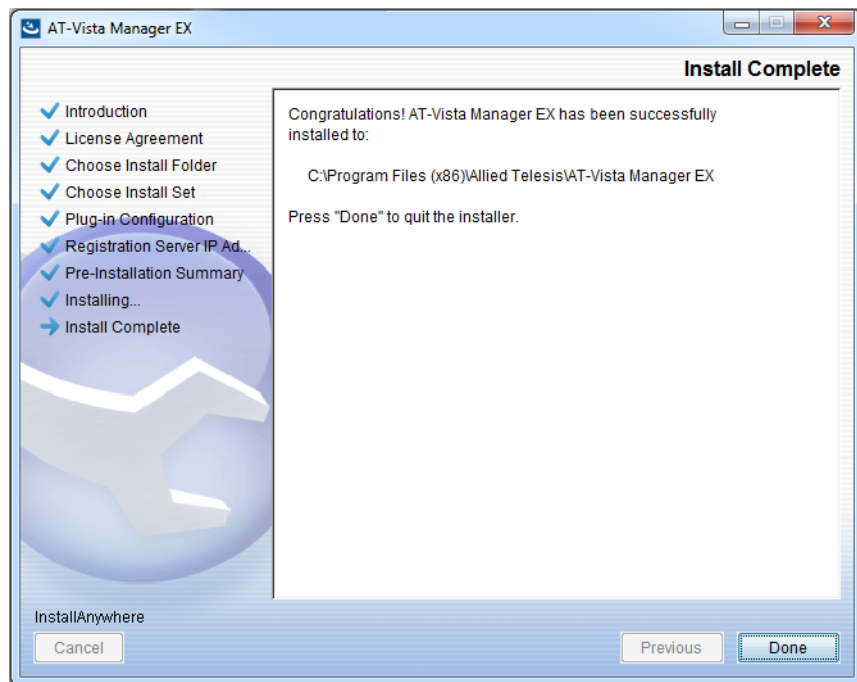 AT-Vista Manager EX
Install Complete
Introduction
License Agreement
Choose Install Folder
Choose Install Set
Plug-in Configuration
Registration Server IP Ad...
Pre-Installation Summary
Installing...
Install Complete
Congratulations! AT-Vista Manager EX has been successfully
installed to:
C:\Program Files (x86)\Allied Telesis\AT-Vista Manager EX
Press "Done" to quit the installer.
InstallAnywhere
Cancel
Previous
Done